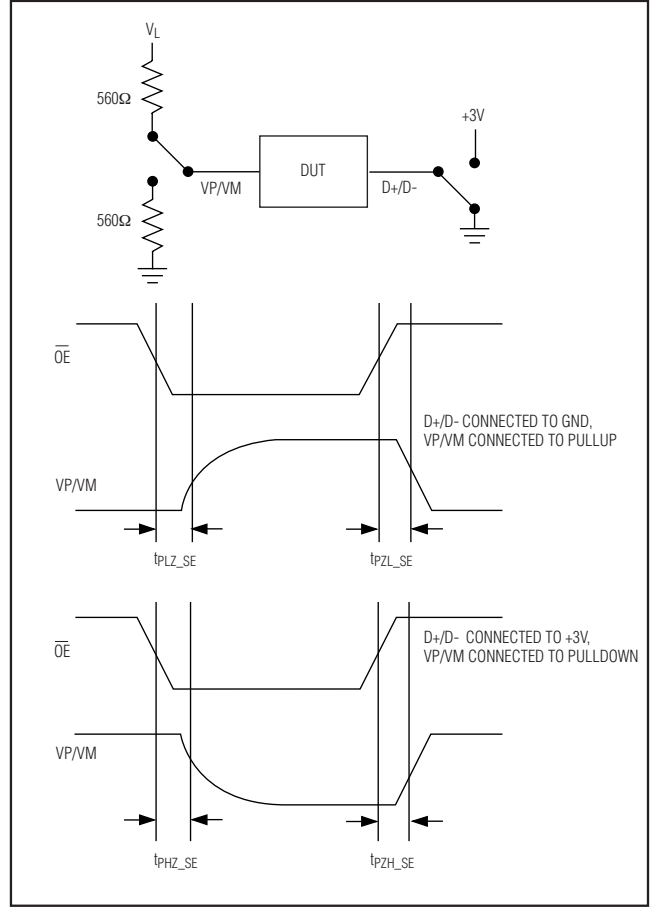 VL
560Ω
+3V
DUT
VP/VM
D+/D-
560Ω
OE
D+/D- CONNECTED TO GND,
VP/VM CONNECTED TO PULLUP
VP/VM
tPLZ_SE
tPZL_SE
OE
D+/D- CONNECTED TO +3V,
VP/VM CONNECTED TO PULLDOWN
VP/VM
tPHZ_SE
tPZH_SE